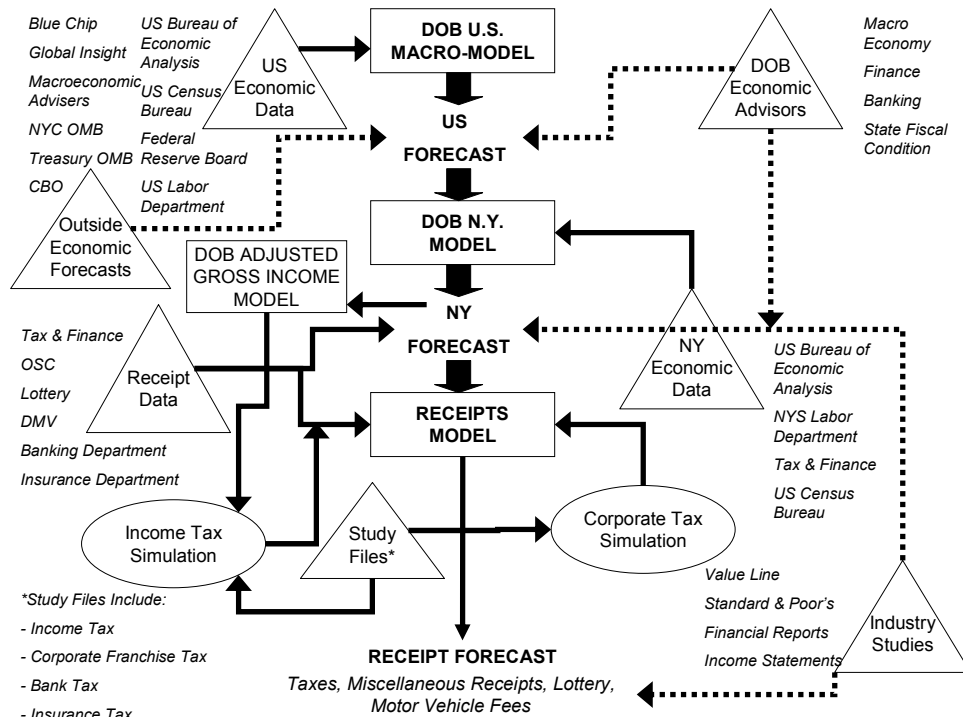 Blue Chip
Global Insight
Macroeconomic
Advisers
NYC OMB
Treasury OMB
CBO
US Bureau of
Economic
Analysis
US Census
Bureau
Federal
Reserve Board
US Labor
Department
US
Economic
Data
DOB U.S.
MACRO-MODEL
DOB
Economic
Advisors
Macro
Economy
Finance
Banking
State Fiscal
Condition
US
FORECAST
Outside
Economic
Forecasts
DOB N.Y.
MODEL
DOB ADJUSTED
GROSS INCOME
MODEL
NY
FORECAST
Tax & Finance
OSC
Lottery
DMV
Banking Department
Insurance Department
Receipt
Data
NY
Economic
Data
US Bureau of
Economic
Analysis
NYS Labor
Department
Tax & Finance
US Census
Bureau
RECEIPTS
MODEL
Income Tax
Simulation
Study
Files*
Corporate Tax
Simulation
*Study Files Include:
- Income Tax
- Corporate Franchise Tax
- Bank Tax
- Insurance Tax
Value Line
Standard & Poor's
Financial Reports
Income Statements
Industry
Studies
RECEIPT FORECAST
Taxes, Miscellaneous Receipts, Lottery,
Motor Vehicle Fees